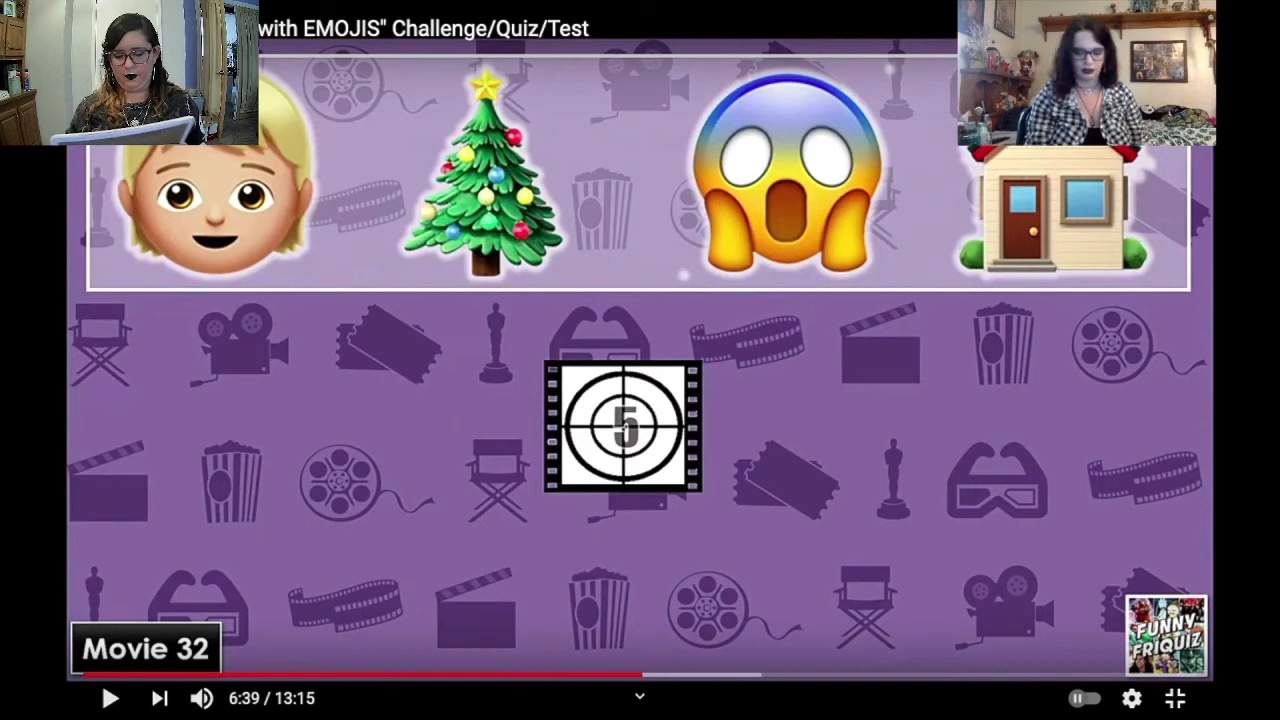 with EMOJIS" Challenge/Quiz/Test
5
Movie 32
FUNNY
FRIQUIZ
6:39 / 13:15